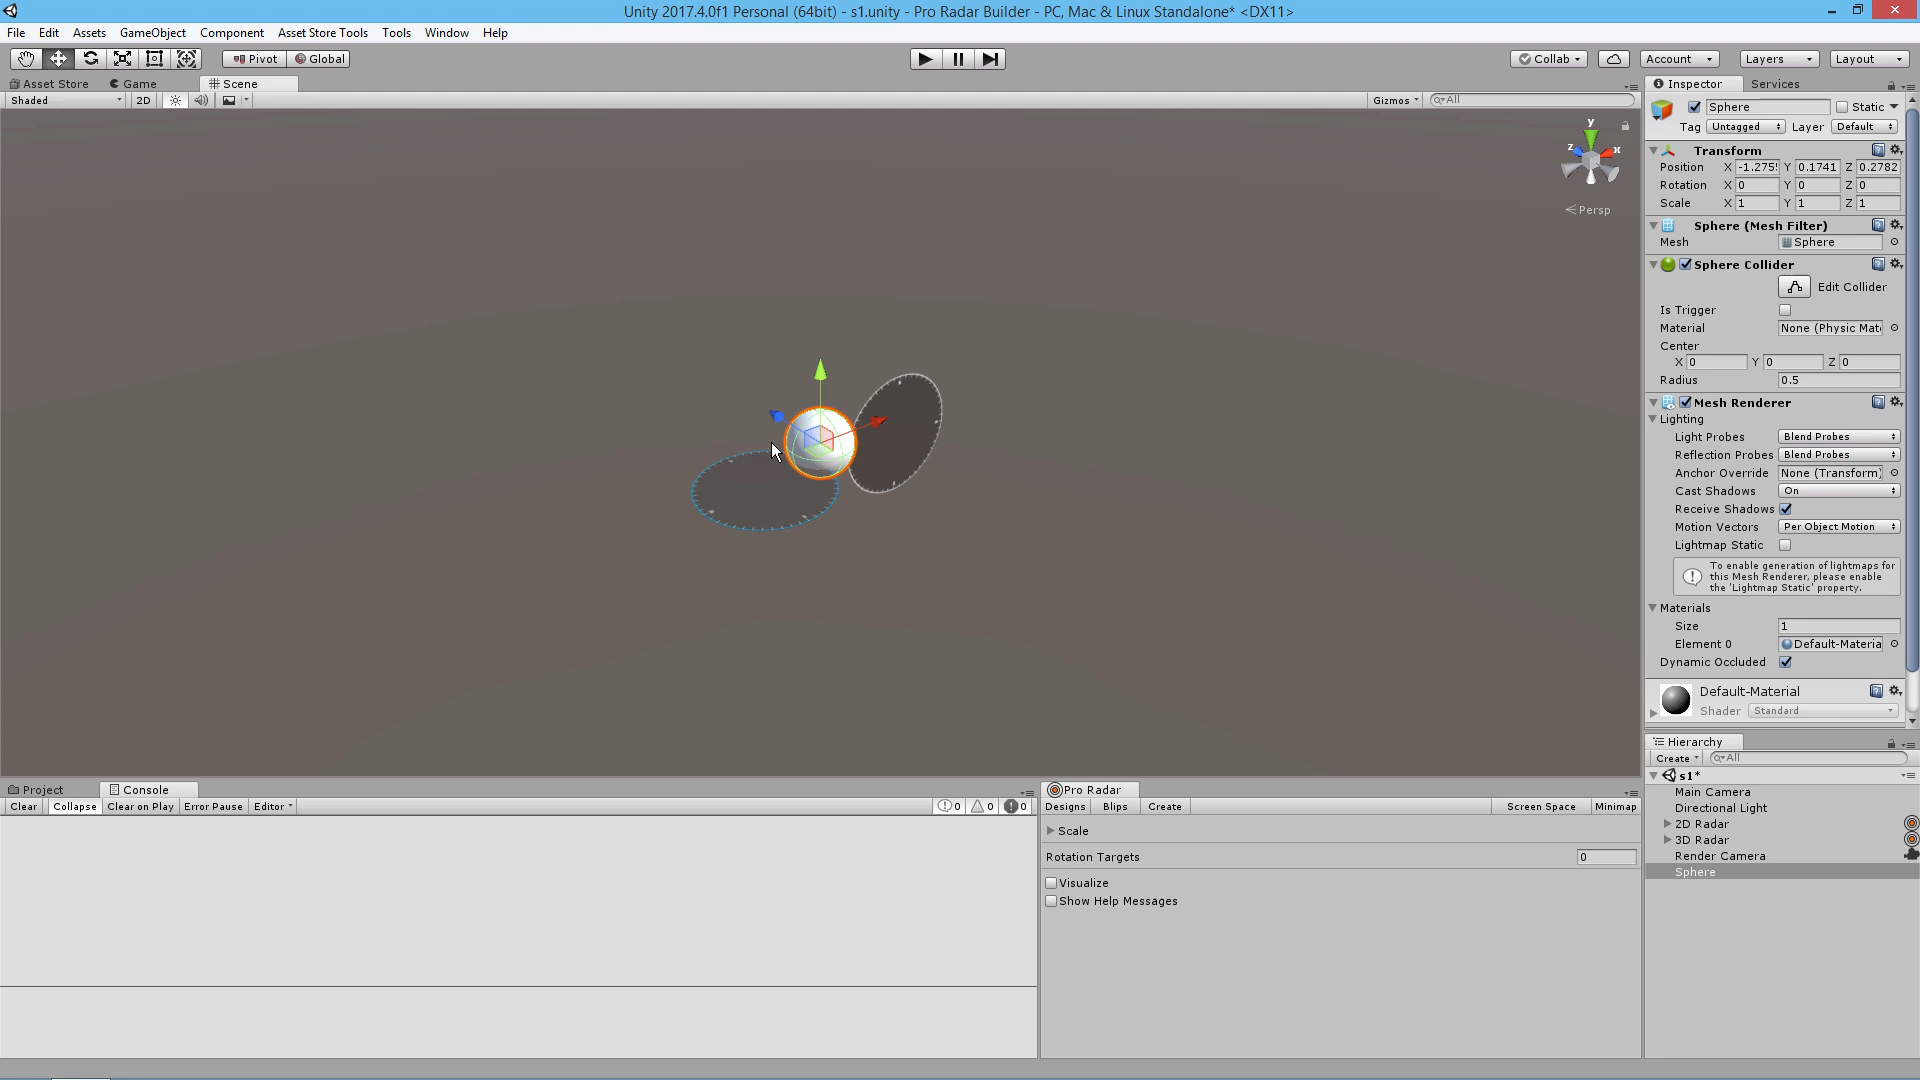 Unity 2017.4.0f1 Personal (64bit) - s1.unity - Pro Radar Builder - PC, Mac & Linux Standalone* <DX11>
File Edit Assets GameObject Component Asset Store Tools Tools Window Help
Pivot Global Collab Account Layers Layout
Asset Store Game Scene
Shaded 2D Gizmos All
y
z x
Persp
Inspector Services
Sphere Static
Tag Untagged Layer Default
Transform
Position X -1.275 Y 0.1741 Z 0.2782
Rotation X 0 Y 0 Z 0
Scale X 1 Y 1 Z 1
Sphere (Mesh Filter)
Mesh Sphere
Sphere Collider
Edit Collider
Is Trigger
Material None (Physic Mat
Center
X 0 Y 0 Z 0
Radius 0.5
Mesh Renderer
Lighting
Light Probes Blend Probes
Reflection Probes Blend Probes
Anchor Override None (Transform)
Cast Shadows On
Receive Shadows
Motion Vectors Per Object Motion
Lightmap Static
To enable generation of lightmaps for
this Mesh Renderer, please enable
the 'Lightmap Static' property.
Materials
Size 1
Element 0 Default-Materia
Dynamic Occluded
Default-Material
Shader Standard
Hierarchy
Create All
s1*
Main Camera
Directional Light
2D Radar
3D Radar
Render Camera
Sphere
Project Console
Clear Collapse Clear on Play Error Pause Editor 0 0 0
Pro Radar
Designs Blips Create Screen Space Minimap
Scale
Rotation Targets 0
Visualize
Show Help Messages